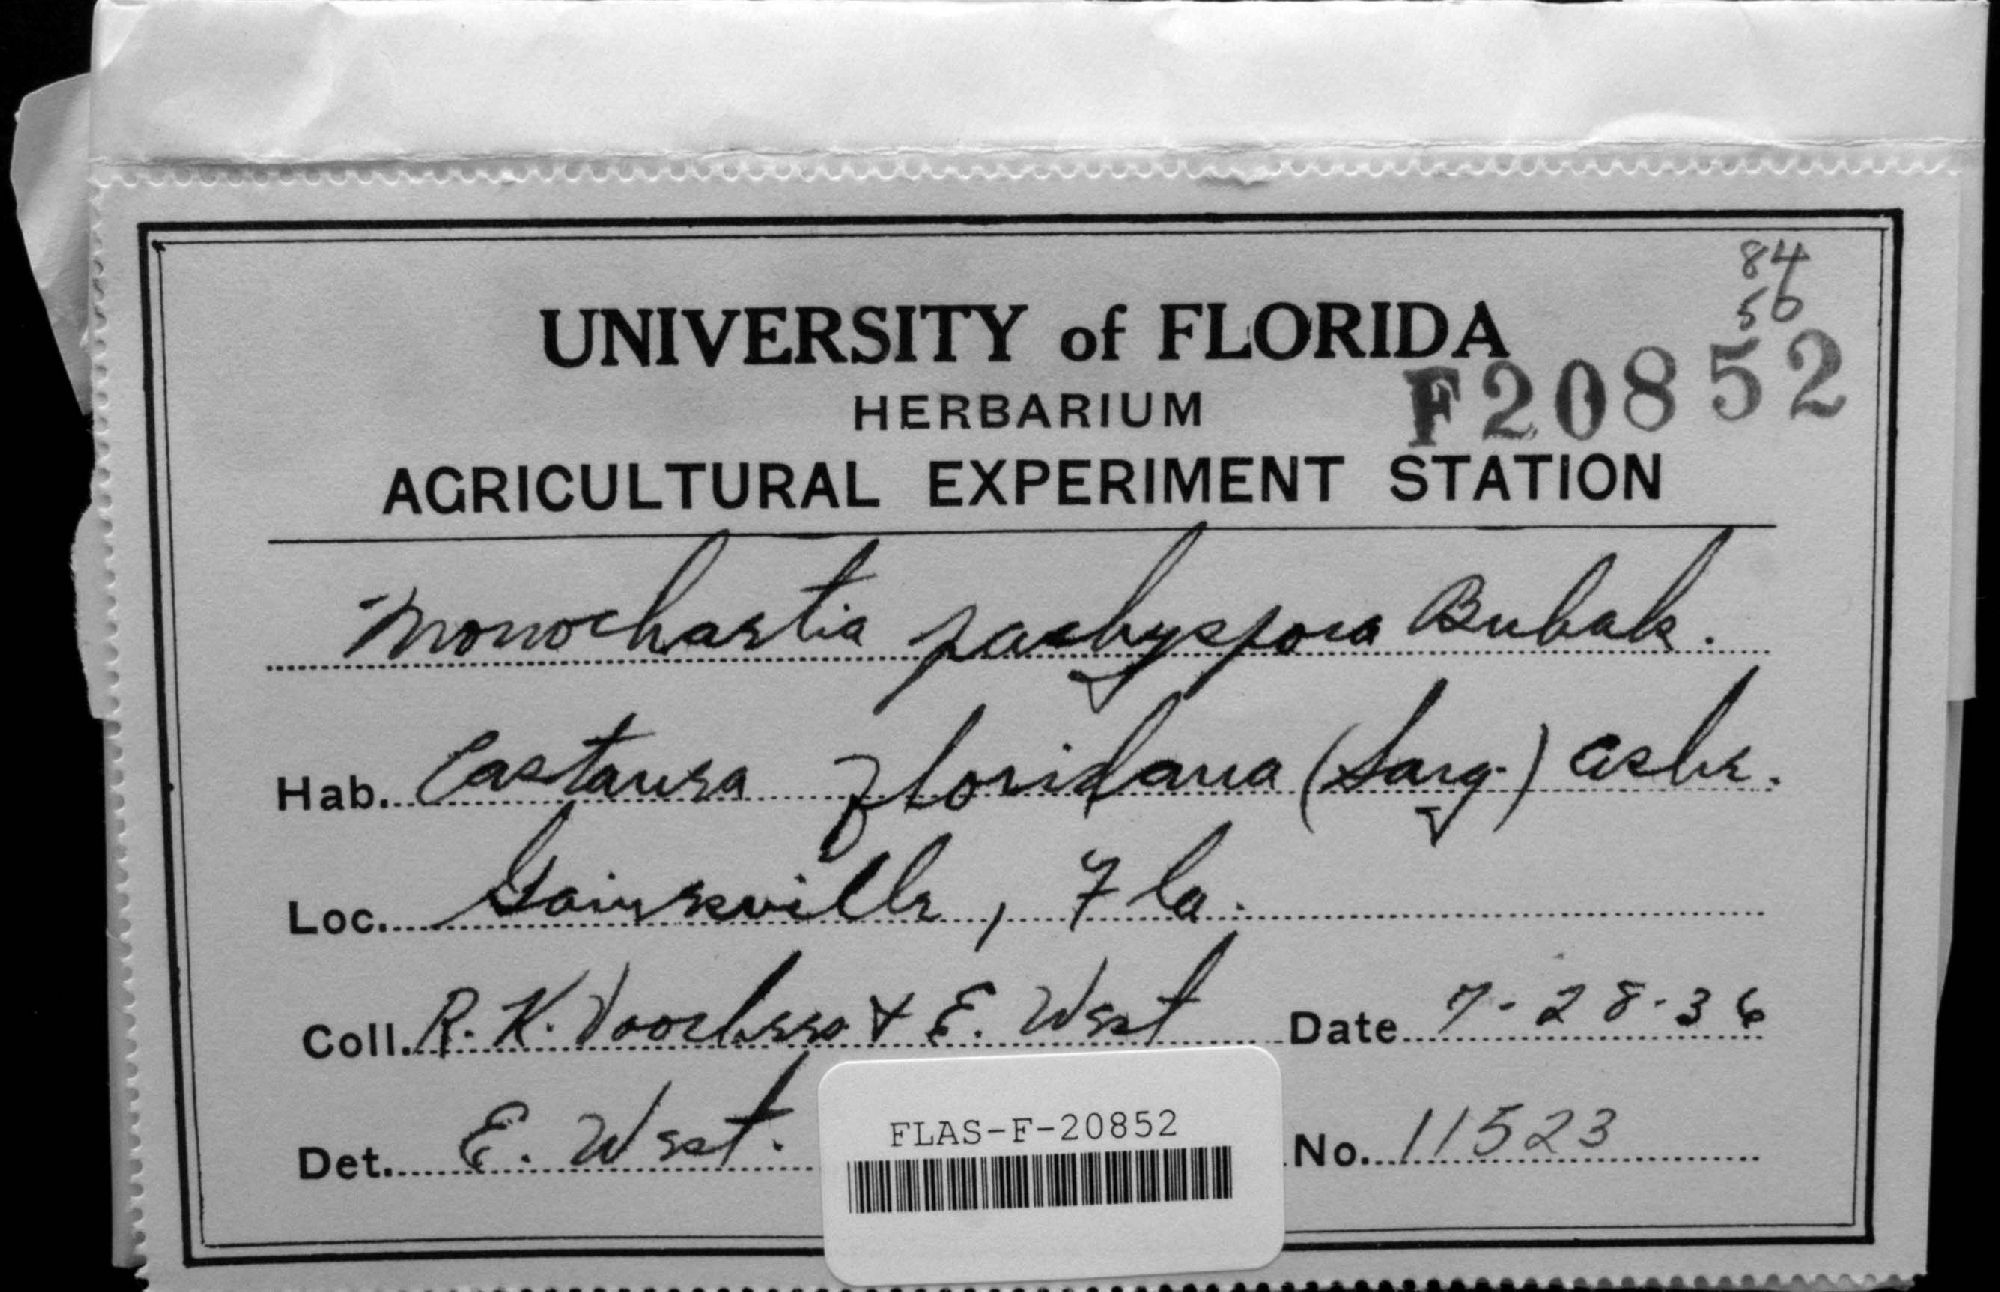 84
56
UNIVERSITY of FLORIDA
F20852
HERBARIUM
AGRICULTURAL EXPERIMENT STATION
Monochaetia pachyspora Bubak.
Hab. Castanea floridana (Sarg.) Ashe.
Loc. Gainesville, Fla.
Coll. R. K. Voorhees & E. West Date 7-28-36
Det. E. West. No. 11523
FLAS-F-20852